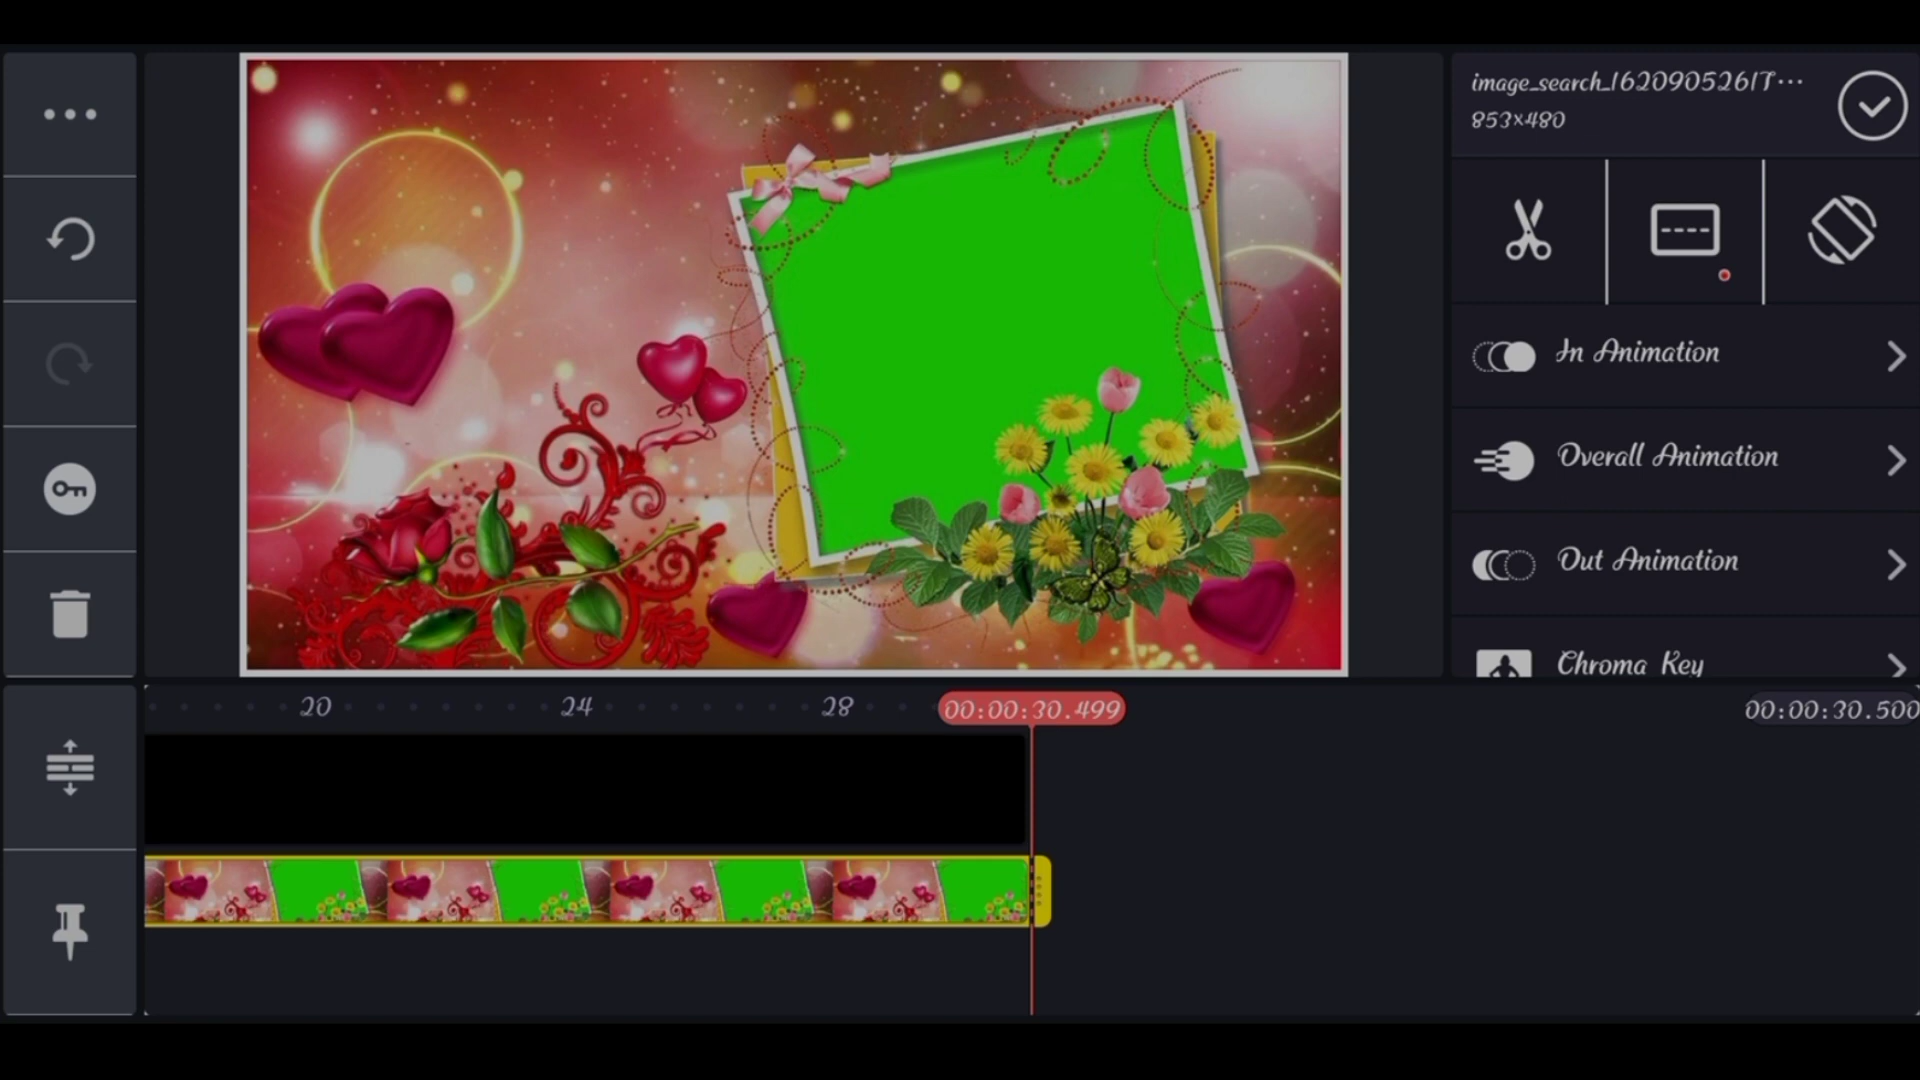 image_search_1620905261T...
853×480
In Animation
Overall Animation
Out Animation
Chroma Key
20
24
28
00:00:30.499
00:00:30.500